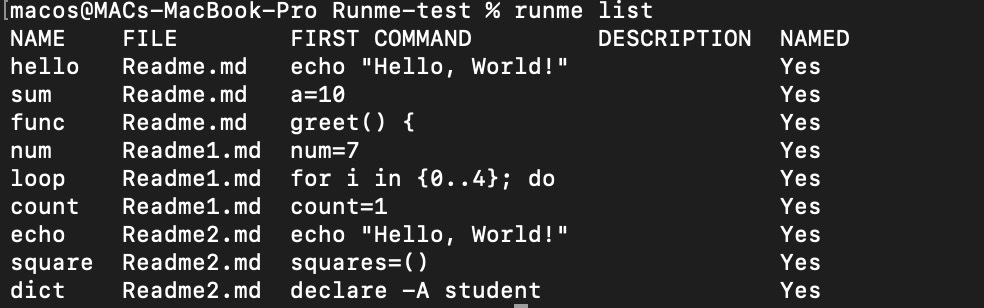 [macos@MACs-MacBook-Pro Runme-test % runme list
NAME FILE FIRST COMMAND DESCRIPTION NAMED
hello Readme.md echo "Hello, World!" Yes
sum Readme.md a=10 Yes
func Readme.md greet() { Yes
num Readme1.md num=7 Yes
loop Readme1.md for i in {0..4}; do Yes
count Readme1.md count=1 Yes
echo Readme2.md echo "Hello, World!" Yes
square Readme2.md squares=() Yes
dict Readme2.md declare -A student Yes